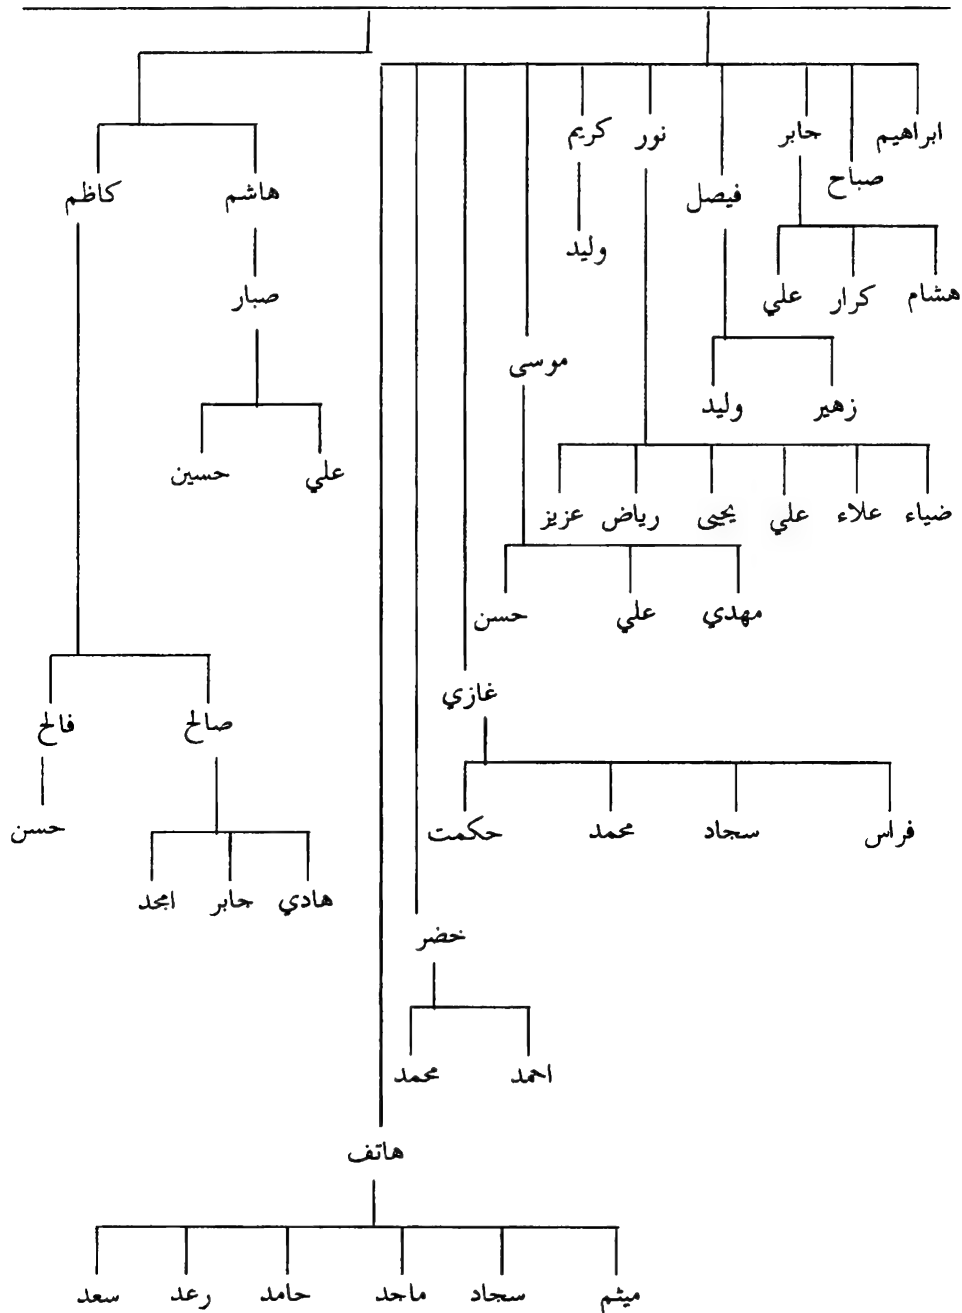 ابراهيم جابر نور كريم
صباح
فيصل هاشم كاظم
وليد
هشام كرار علي صبار
موسى
زهير وليد
علي حسين
ضياء علاء علي يحيى رياض عزيز
مهدي علي حسن
غازي
صالح فالح
فراس سجاد محمد حكمت حسن
هادي جابر امجد
خضر
احمد محمد
هاتف
ميثم سجاد ماجد حامد رعد سعد